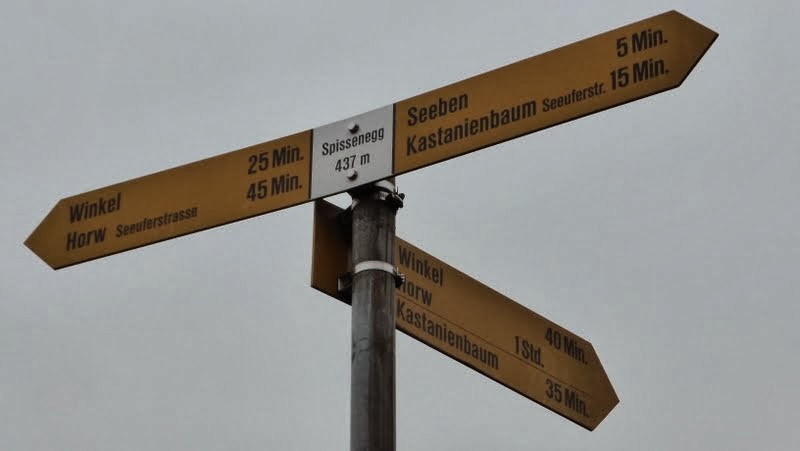 Winkel 25 Min.
Horw Seeuferstrasse 45 Min.
Spissenegg
437 m
Seeben 5 Min.
Kastanienbaum Seeuferstr. 15 Min.
Winkel 40 Min.
Horw 1 Std.
Kastanienbaum 35 Min.